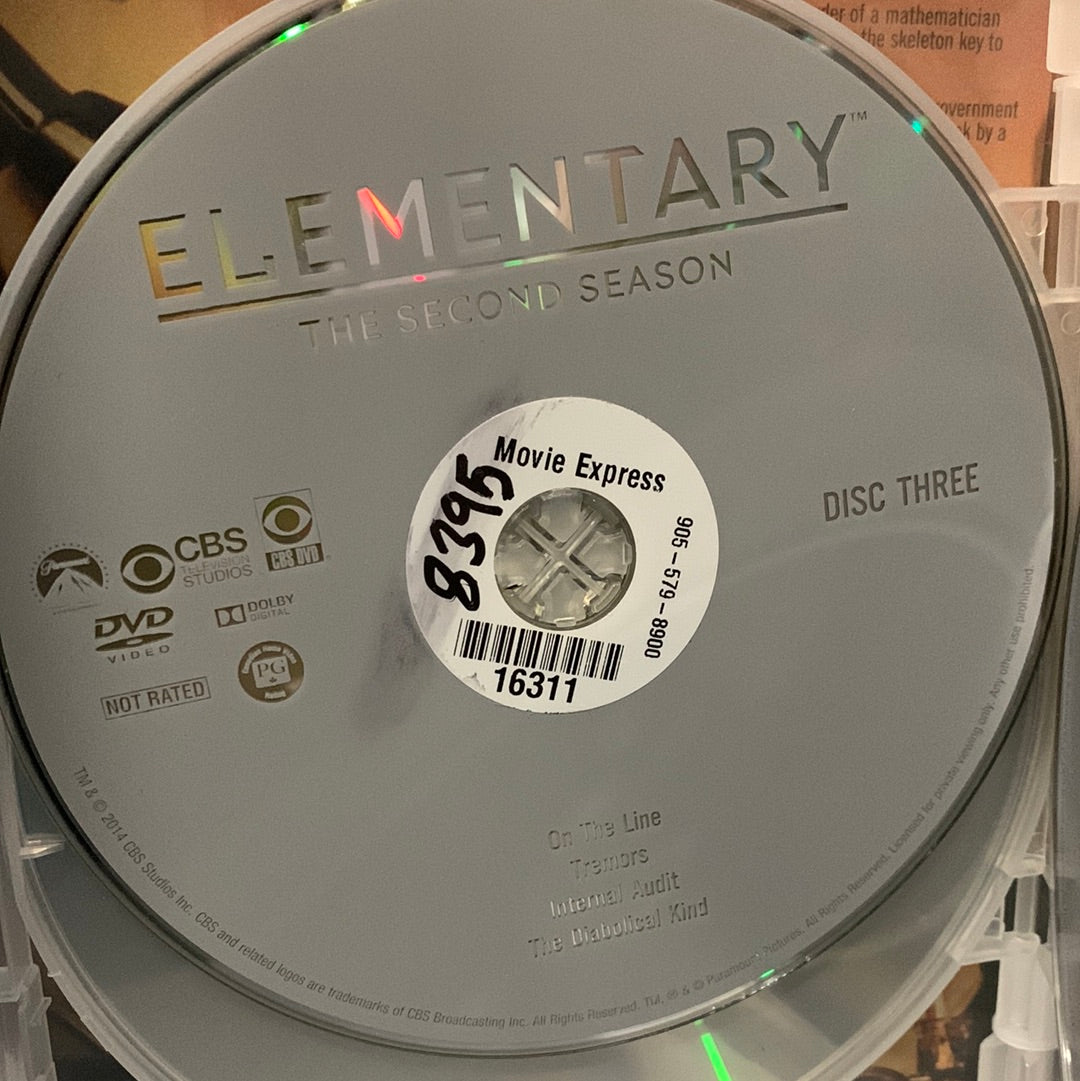 der of a mathematician
the skeleton key to
overnment
k by a
ELEMENTARY™
THE SECOND SEASON
Movie Express
8395
905-579-8900
16311
DISC THREE
Paramount
CBS
TELEVISION
STUDIOS
CBS DVD
DVD
VIDEO
DOLBY
DIGITAL
NOT RATED
PG
On The Line
Tremors
Internal Audit
The Diabolical Kind
TM & © 2014 CBS Studios Inc. CBS and related logos are trademarks of CBS Broadcasting Inc. All Rights Reserved. TM, ® & © Paramount Pictures. All Rights Reserved. Licensed for private viewing only. Any other use prohibited.